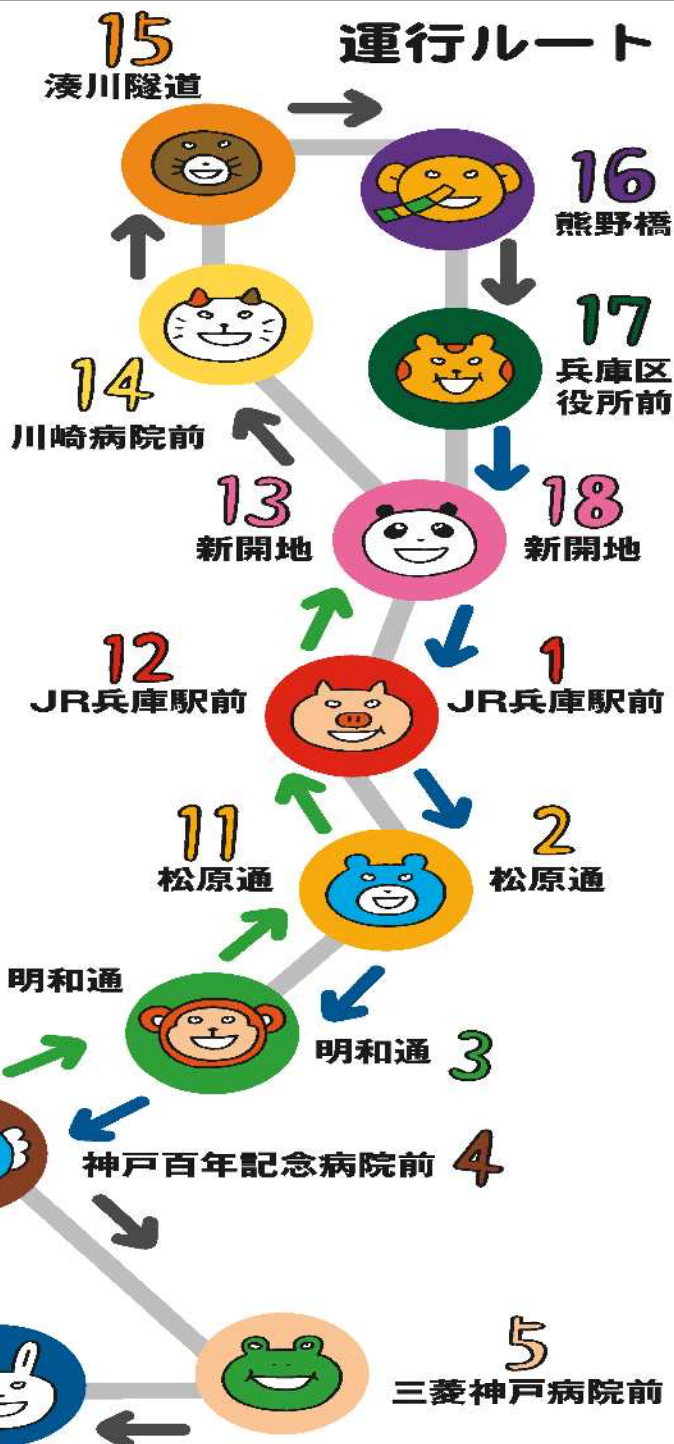 15
湊川隧道
運行ルート
16
熊野橋
17
兵庫区
役所前
14
川崎病院前
13
新開地
18
新開地
12
JR兵庫駅前
1
JR兵庫駅前
11
松原通
2
松原通
明和通
明和通 3
神戸百年記念病院前 4
5
三菱神戸病院前